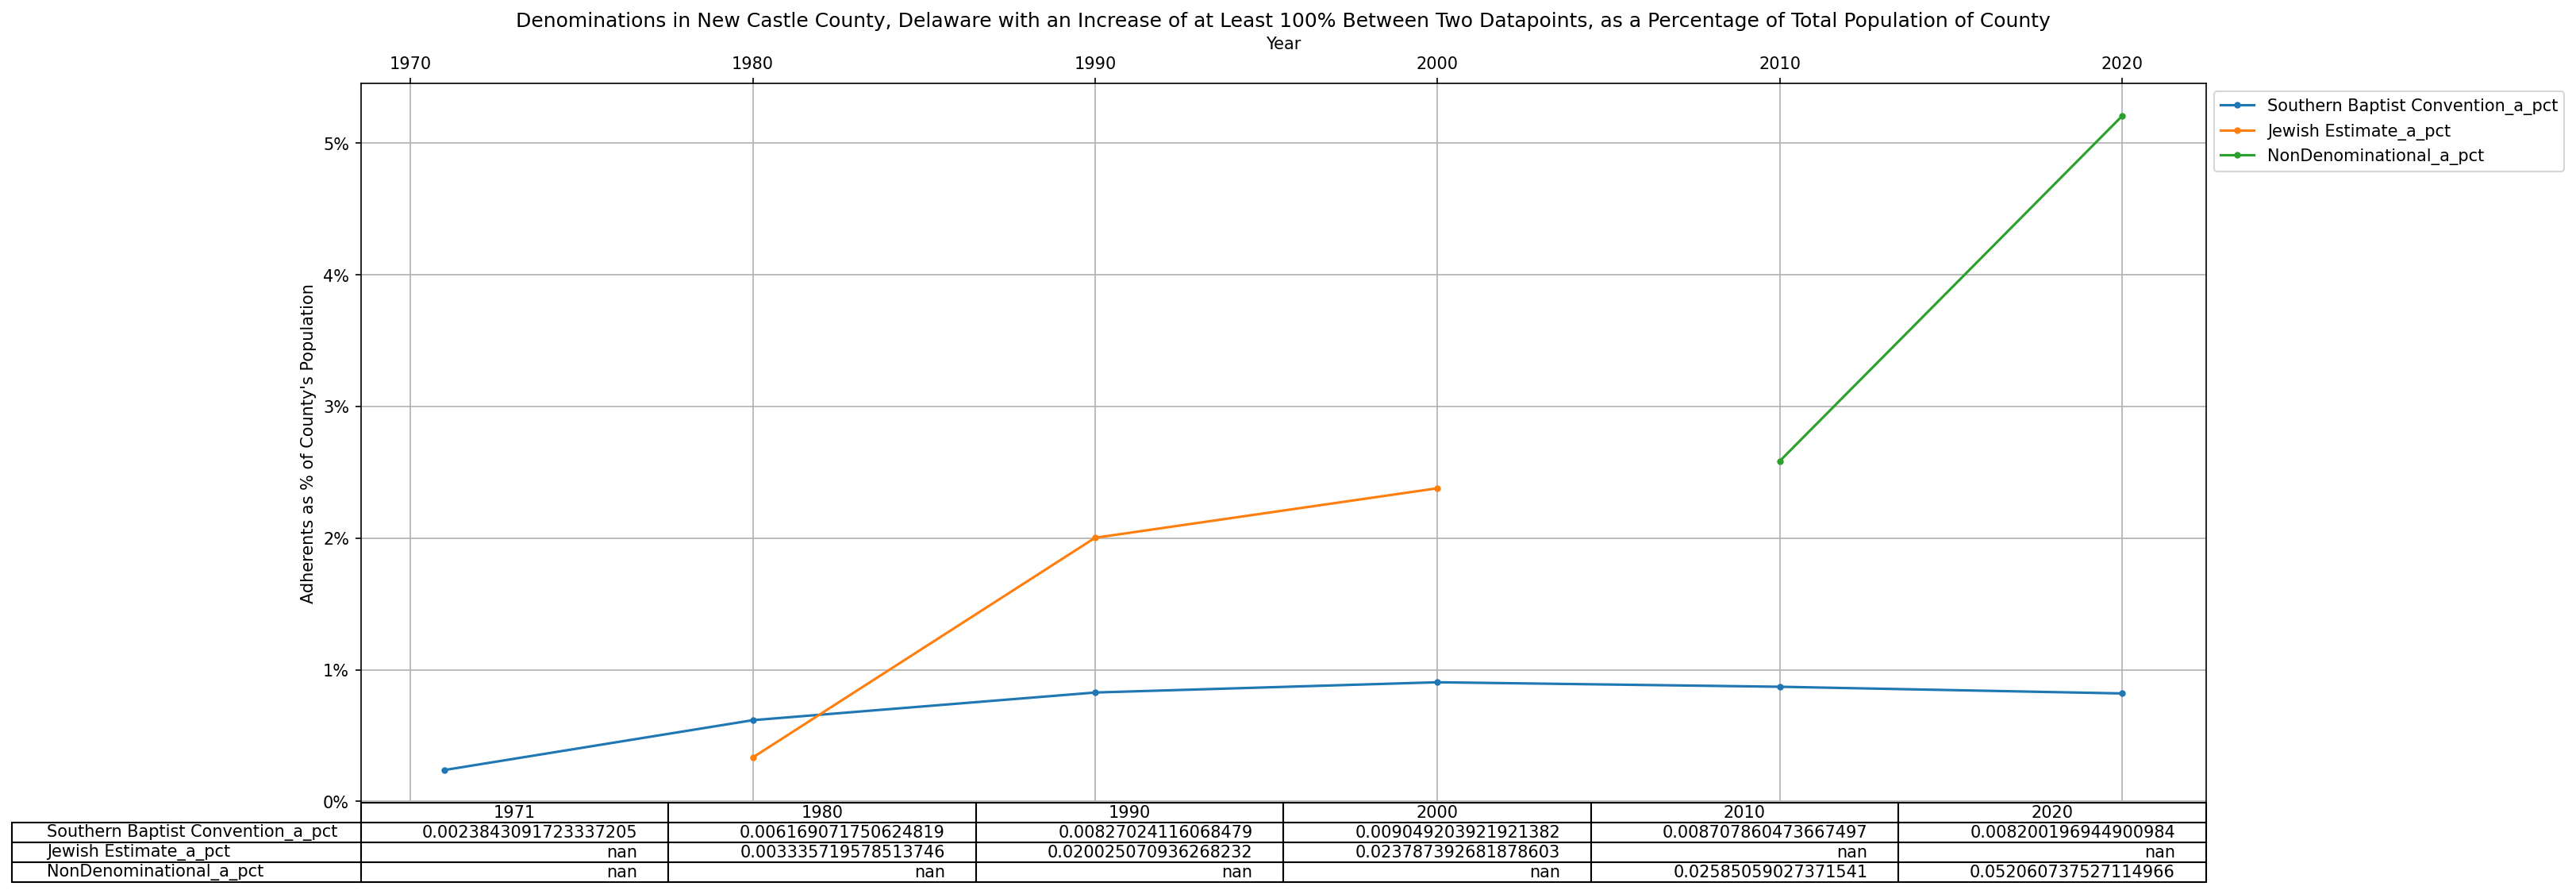 Denominations in New Castle County, Delaware with an Increase of at Least 100% Between Two Datapoints, as a Percentage of Total Population of County
Year
1970 1980 1990 2000 2010 2020
Southern Baptist Convention_a_pct
Jewish Estimate_a_pct
NonDenominational_a_pct
5%
4%
3%
2%
1%
0%
Adherents as % of County's Population
1971 1980 1990 2000 2010 2020
Southern Baptist Convention_a_pct 0.0023843091723337205 0.006169071750624819 0.00827024116068479 0.009049203921921382 0.008707860473667497 0.008200196944900984
Jewish Estimate_a_pct nan 0.003335719578513746 0.020025070936268232 0.023787392681878603 nan nan
NonDenominational_a_pct nan nan nan nan 0.02585059027371541 0.052060737527114966